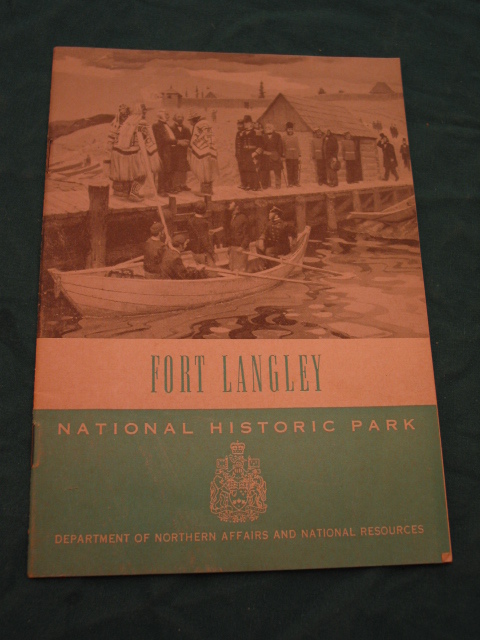 FORT LANGLEY
NATIONAL HISTORIC PARK
DEPARTMENT OF NORTHERN AFFAIRS AND NATIONAL RESOURCES